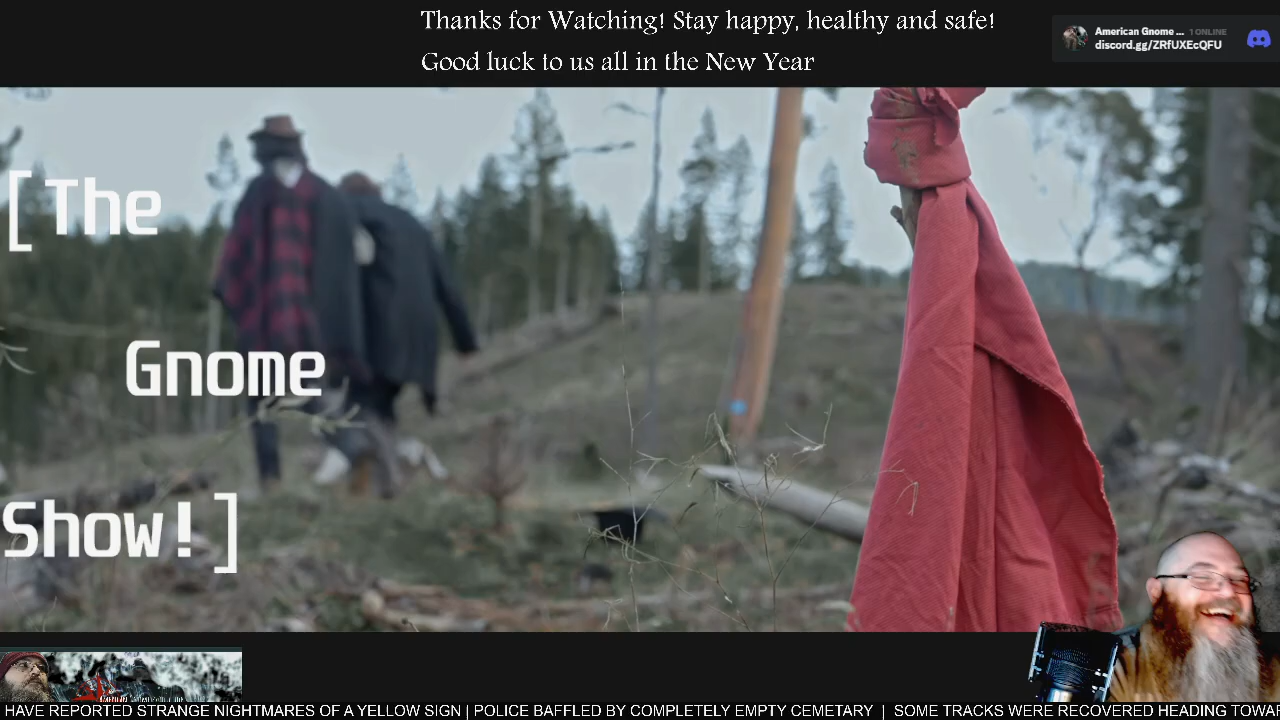 Thanks for Watching! Stay happy, healthy and safe!
Good luck to us all in the New Year
American Gnome ... 1 ONLINE
discord.gg/ZRfUXEcQFU
[The
Gnome
Show!]
HAVE REPORTED STRANGE NIGHTMARES OF A YELLOW SIGN | POLICE BAFFLED BY COMPLETELY EMPTY CEMETARY | SOME TRACKS WERE RECOVERED HEADING TOWAR